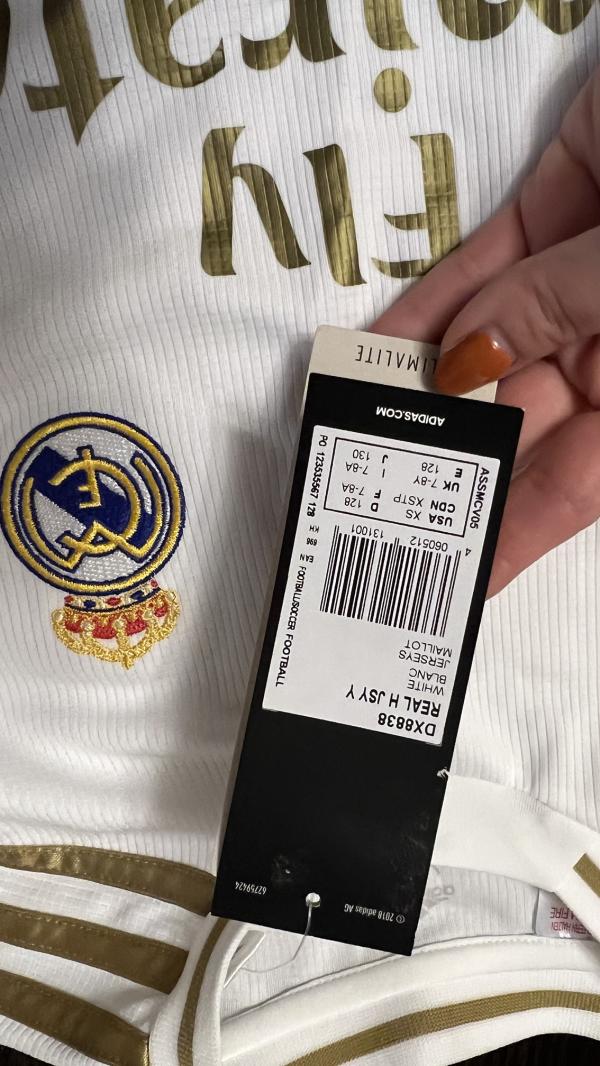 Fly
CLIMALITE
ADIDAS.COM
ASSMCV05
USA XS D 128
CDN XSTP F 7-8A
UK 7-8Y I 7-8A
E 128 J 130
PO 123535567 128
4 060512 131001
EAN 696 KH
FOOTBALL/SOCCER FOOTBALL
MAILLOT
JERSEYS
BLANC
WHITE
REAL H JSY Y
DX8838
© 2018 adidas AG
62759424